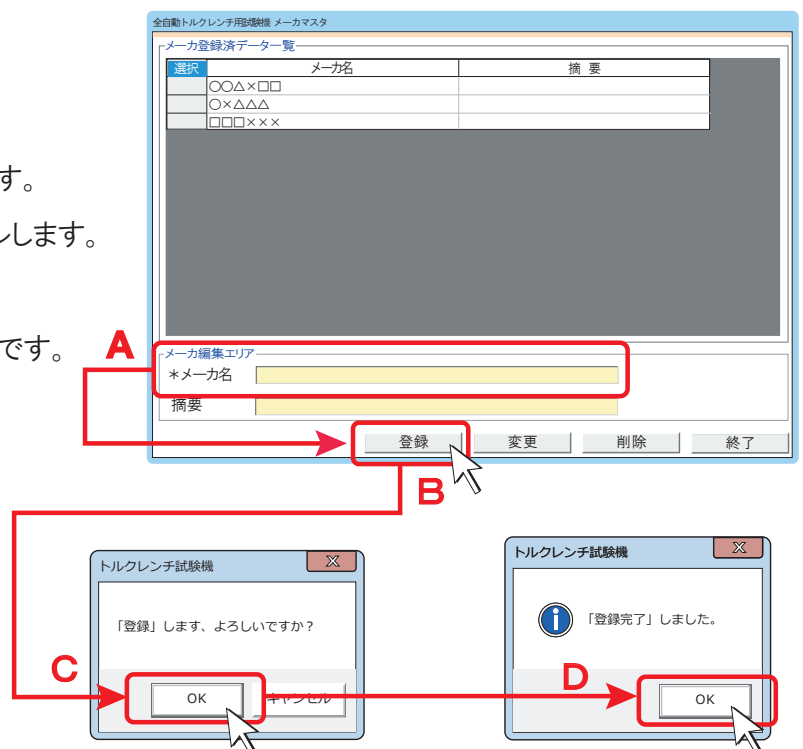 全自動トルクレンチ用試験機 メーカマスタ
メーカ登録済データ一覧
選択 メーカ名 摘 要
○○△×□□
○×△△△
□□□×××
す。
します。
です。
A
メーカ編集エリア
＊メーカ名
摘要
登録 変更 削除 終了
B
トルクレンチ試験機 X
「登録」します、よろしいですか？
C
OK キャンセル
トルクレンチ試験機 X
i 「登録完了」しました。
D
OK